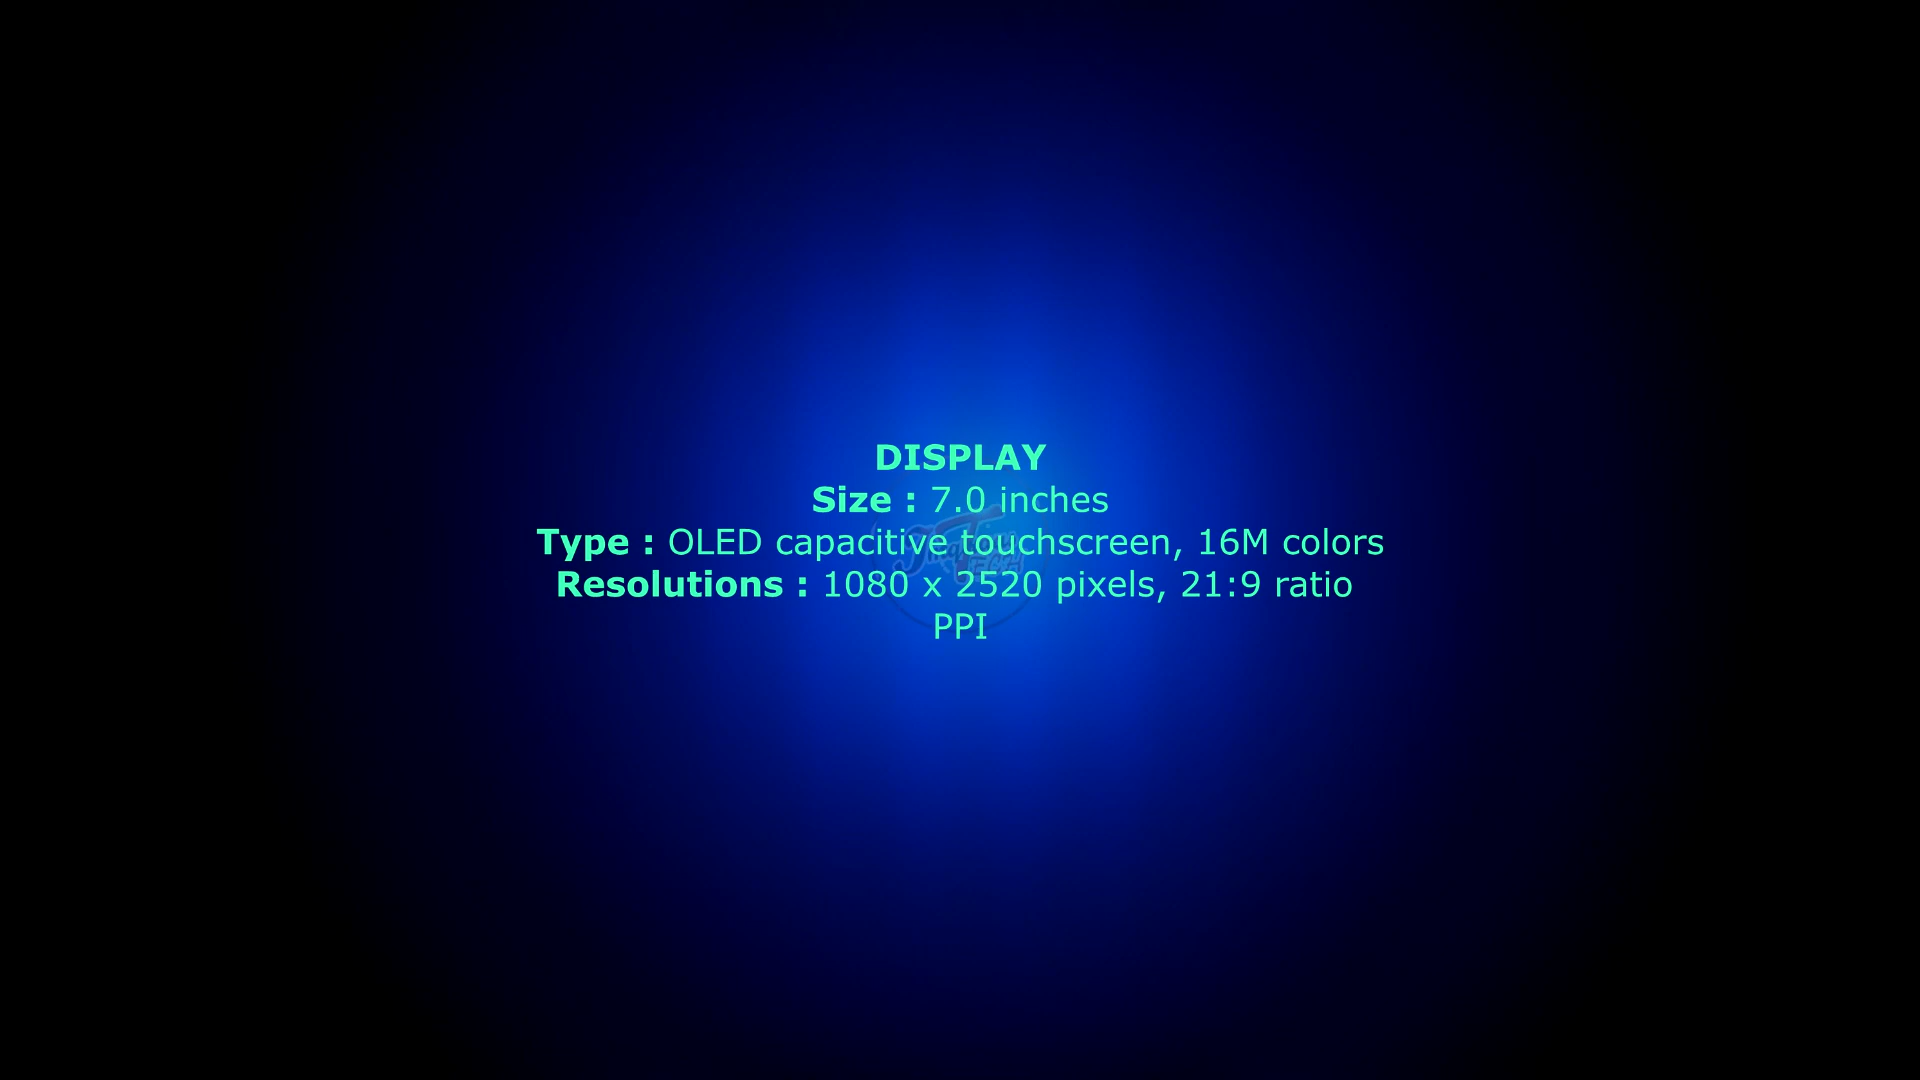 DISPLAY
Size : 7.0 inches
Type : OLED capacitive touchscreen, 16M colors
Resolutions : 1080 x 2520 pixels, 21:9 ratio
PPI